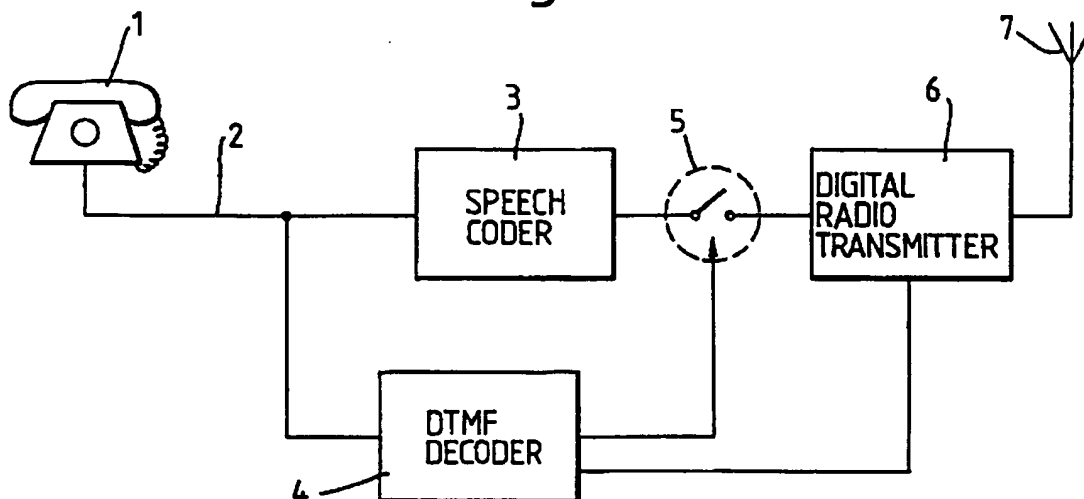 1
7
3
5
6
2
SPEECH
CODER
DIGITAL
RADIO
TRANSMITTER
DTMF
DECODER
4